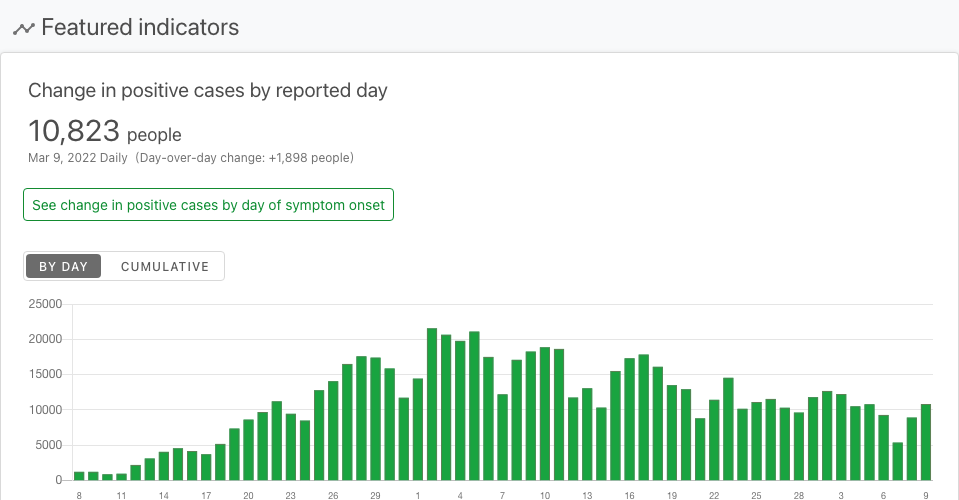 Featured indicators
Change in positive cases by reported day
10,823 people
Mar 9, 2022 Daily (Day-over-day change: +1,898 people)
See change in positive cases by day of symptom onset
BY DAY CUMULATIVE
25000
20000
15000
10000
5000
0
8 11 14 17 20 23 26 29 1 4 7 10 13 16 19 22 25 28 3 6 9